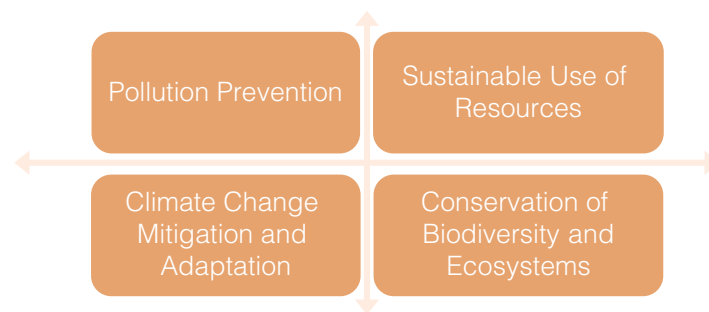 Pollution Prevention
Sustainable Use of
Resources
Climate Change
Mitigation and
Adaptation
Conservation of
Biodiversity and
Ecosystems